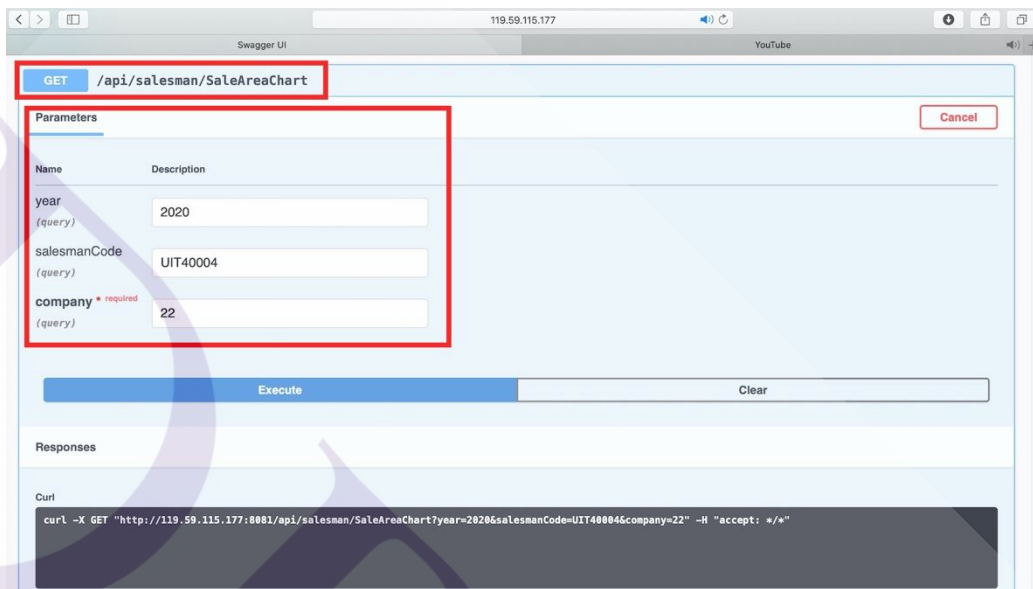 119.59.115.177
Swagger UI
YouTube
GET /api/salesman/SaleAreaChart
Parameters
Cancel
Name Description
year
(query)
2020
salesmanCode
(query)
UIT40004
company * required
(query)
22
Execute
Clear
Responses
Curl
curl -X GET "http://119.59.115.177:8081/api/salesman/SaleAreaChart?year=2020&salesmanCode=UIT40004&company=22" -H "accept: */*"